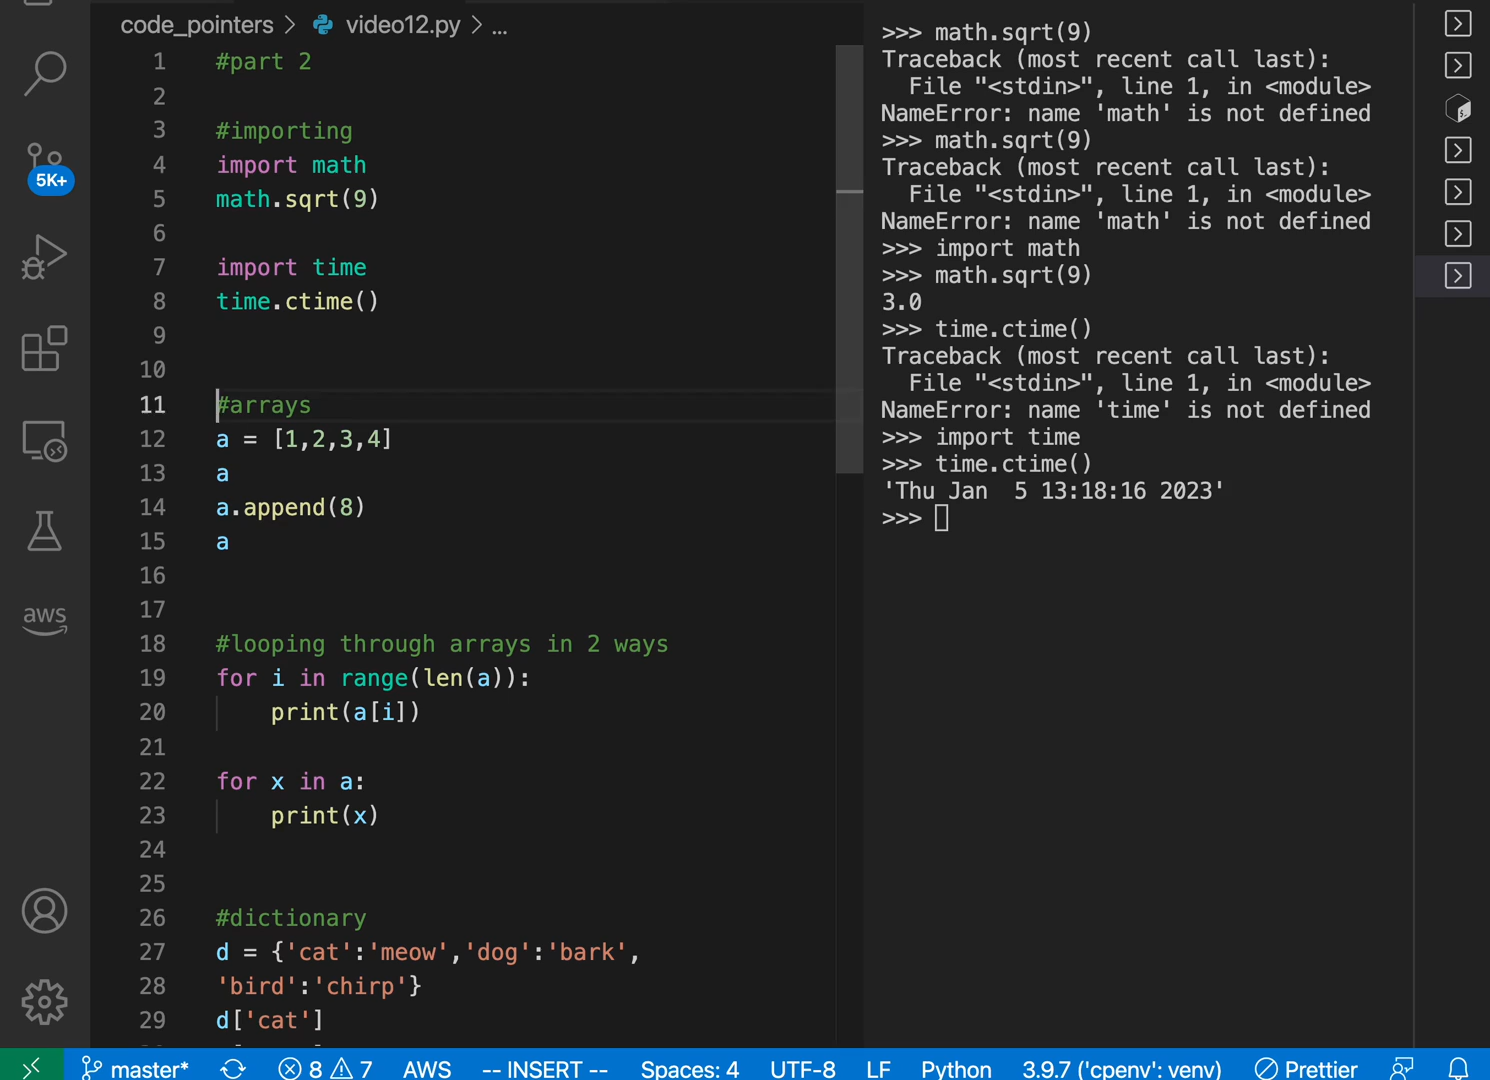 code_pointers > video12.py > ...
1 #part 2
2
3 #importing
4 import math
5 math.sqrt(9)
6
7 import time
8 time.ctime()
9
10
11 #arrays
12 a = [1,2,3,4]
13 a
14 a.append(8)
15 a
16
17
18 #looping through arrays in 2 ways
19 for i in range(len(a)):
20     print(a[i])
21
22 for x in a:
23     print(x)
24
25
26 #dictionary
27 d = {'cat':'meow','dog':'bark',
28 'bird':'chirp'}
29 d['cat']
>>> math.sqrt(9)
Traceback (most recent call last):
  File "<stdin>", line 1, in <module>
NameError: name 'math' is not defined
>>> math.sqrt(9)
Traceback (most recent call last):
  File "<stdin>", line 1, in <module>
NameError: name 'math' is not defined
>>> import math
>>> math.sqrt(9)
3.0
>>> time.ctime()
Traceback (most recent call last):
  File "<stdin>", line 1, in <module>
NameError: name 'time' is not defined
>>> import time
>>> time.ctime()
'Thu Jan  5 13:18:16 2023'
>>>
5K+
aws
master* 8 7 AWS -- INSERT -- Spaces: 4 UTF-8 LF Python 3.9.7 ('cpenv': venv) Prettier